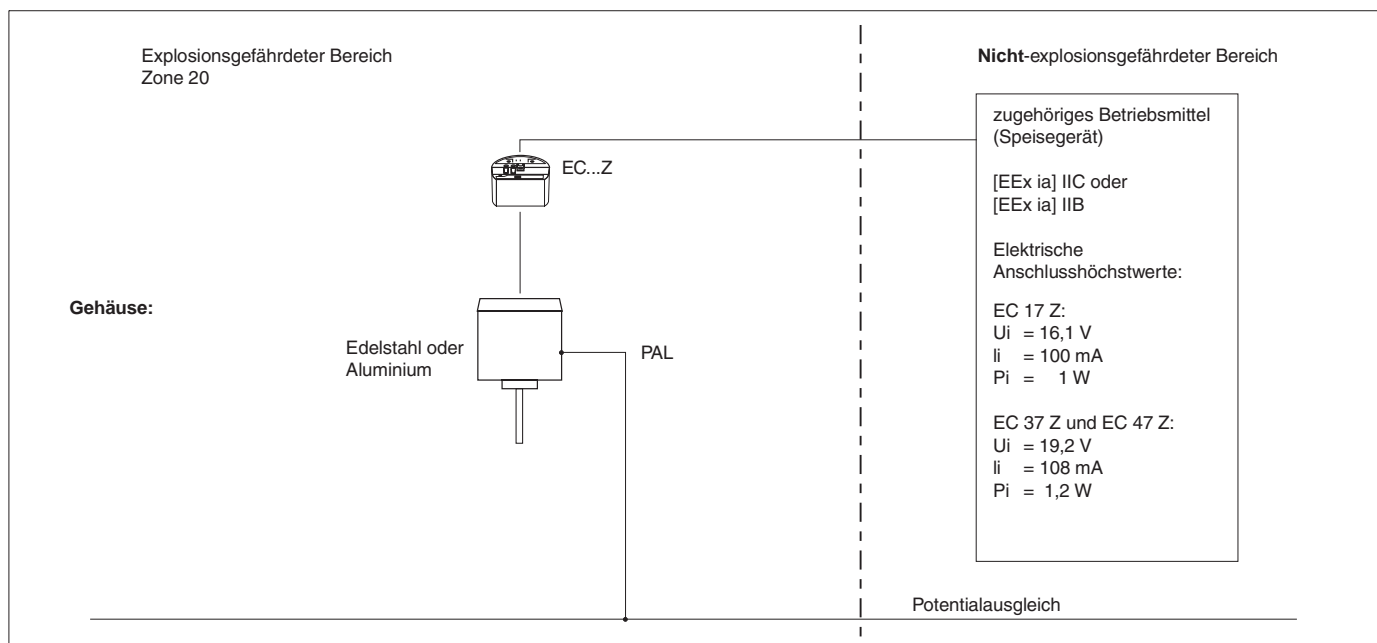 Explosionsgefährdeter Bereich
Zone 20
Nicht-explosionsgefährdeter Bereich
EC...Z
Gehäuse:
Edelstahl oder
Aluminium
PAL
zugehöriges Betriebsmittel
(Speisegerät)
[EEx ia] IIC oder
[EEx ia] IIB
Elektrische
Anschlusshöchstwerte:
EC 17 Z:
Ui = 16,1 V
Ii = 100 mA
Pi = 1 W
EC 37 Z und EC 47 Z:
Ui = 19,2 V
Ii = 108 mA
Pi = 1,2 W
Potentialausgleich